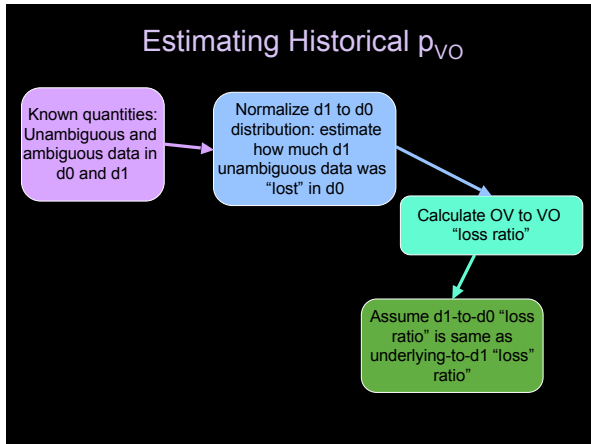 Estimating Historical pVO
Known quantities:
Unambiguous and
ambiguous data in
d0 and d1
Normalize d1 to d0
distribution: estimate
how much d1
unambiguous data was
“lost” in d0
Calculate OV to VO
“loss ratio”
Assume d1-to-d0 “loss
ratio” is same as
underlying-to-d1 “loss”
ratio”